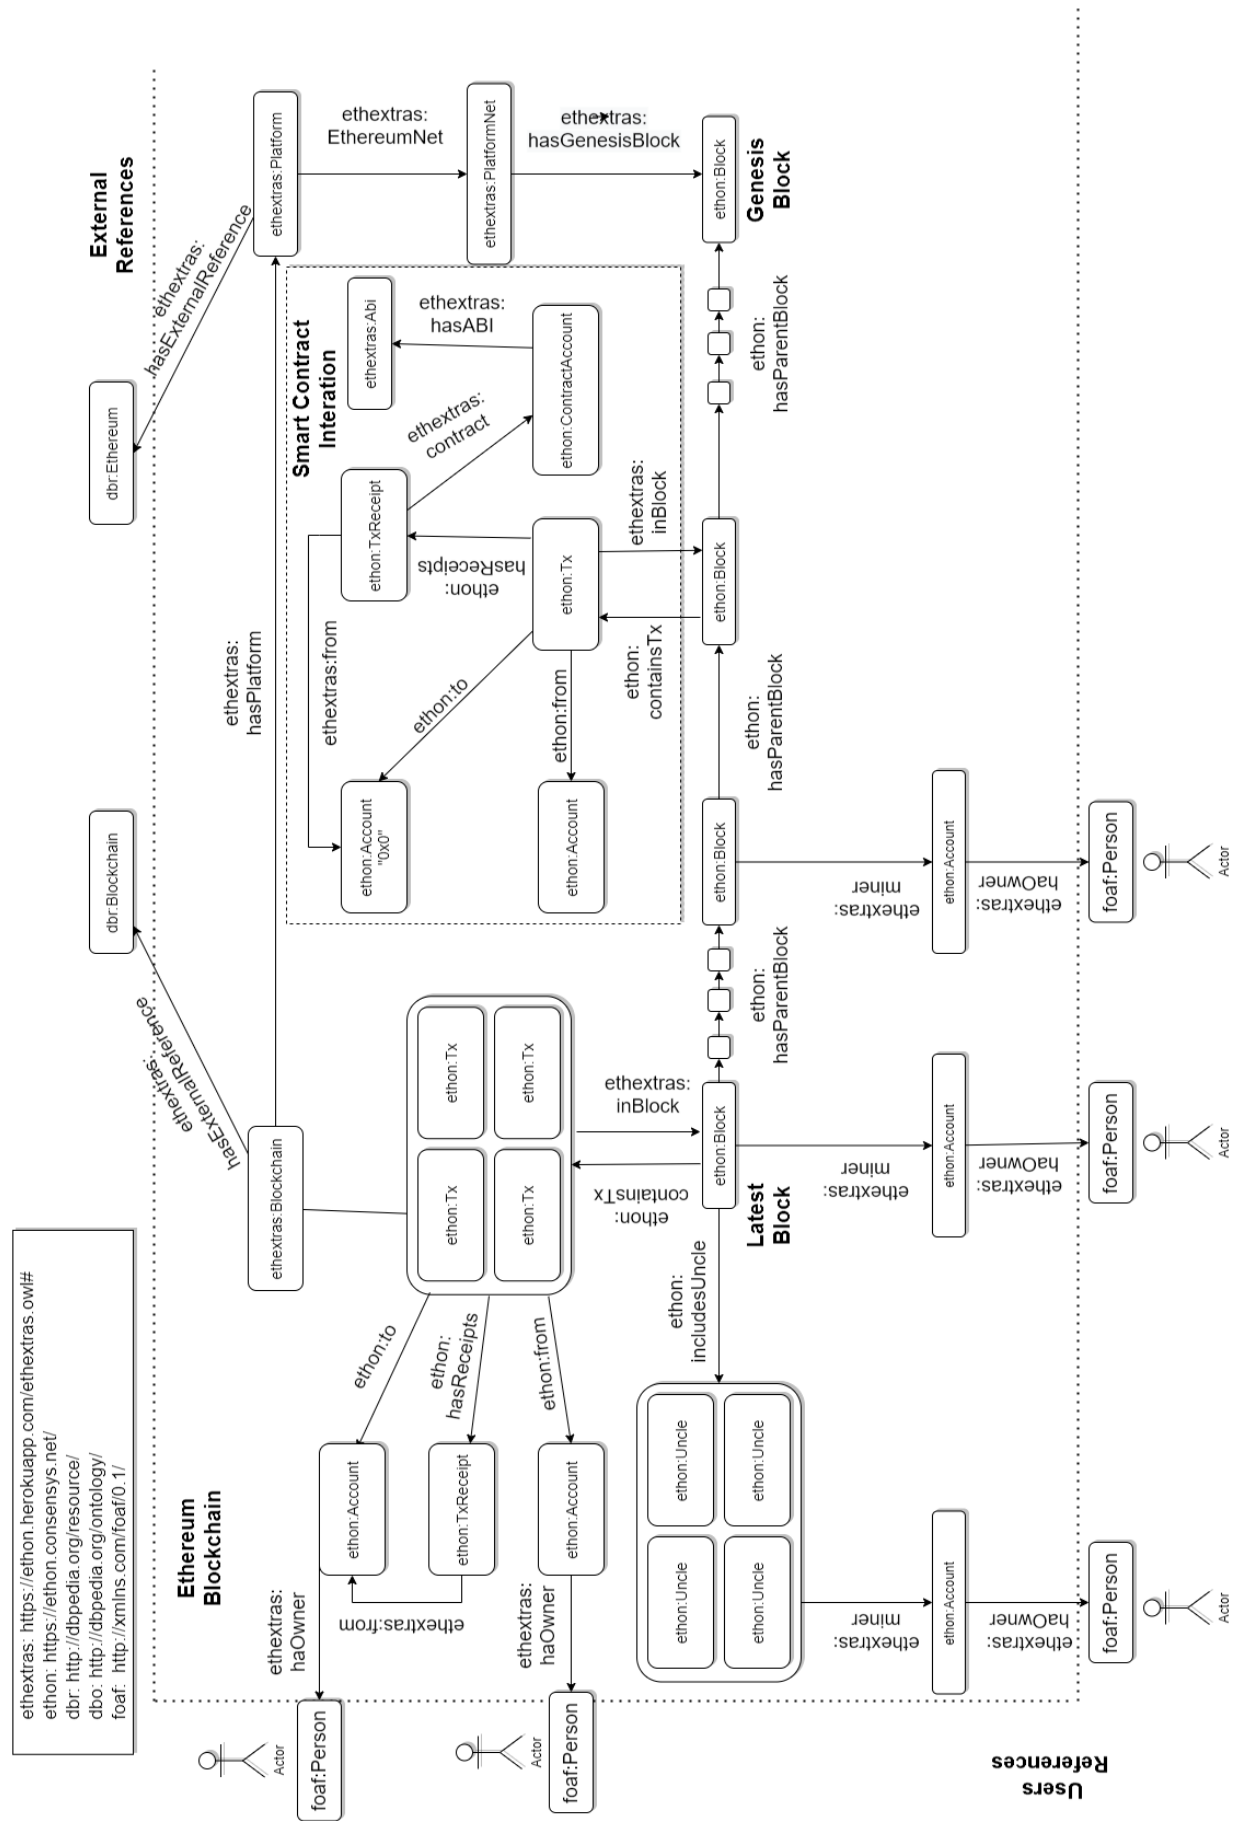 ethextras: https://ethon.herokuapp.com/ethextras.owl#
ethon: https://ethon.consensys.net/
dbr: http://dbpedia.org/resource/
dbo: http://dbpedia.org/ontology/
foaf: http://xmlns.com/foaf/0.1/
dbr:Blockchain
dbr:Ethereum
External
References
Ethereum
Blockchain
ethextras:
hasExternalReference
ethextras:
hasExternalReference
ethextras:Blockchain
ethextras:
hasPlatform
ethextras:Platform
ethextras:
EthereumNet
ethextras:PlatformNet
ethextras:
hasGenesisBlock
Smart Contract
Interation
ethextras:Abi
ethextras:
hasABI
ethon:ContractAccount
ethextras:
contract
ethon:TxReceipt
ethextras:from
ethon:
hasReceipts
ethon:Tx
ethon:to
ethon:from
ethon:Account
"0x0"
ethon:Account
ethon:
containsTx
ethextras:
inBlock
ethon:Tx
ethon:Tx
ethon:Tx
ethon:Tx
ethon:to
ethon:
hasReceipts
ethon:from
ethon:Account
ethon:TxReceipt
ethon:Account
ethextras:from
ethextras:
haOwner
ethextras:
haOwner
foaf:Person
Actor
foaf:Person
Actor
ethon:
containsTx
ethextras:
inBlock
ethon:
includesUncle
ethon:Uncle
ethon:Uncle
ethon:Uncle
ethon:Uncle
ethon:Block
Latest
Block
ethon:
hasParentBlock
ethon:Block
ethon:
hasParentBlock
ethon:Block
ethon:
hasParentBlock
ethon:Block
Genesis
Block
ethextras:
miner
ethextras:
miner
ethextras:
miner
ethon:Account
ethon:Account
ethon:Account
ethextras:
haOwner
ethextras:
haOwner
ethextras:
haOwner
Users
References
foaf:Person
foaf:Person
foaf:Person
Actor
Actor
Actor